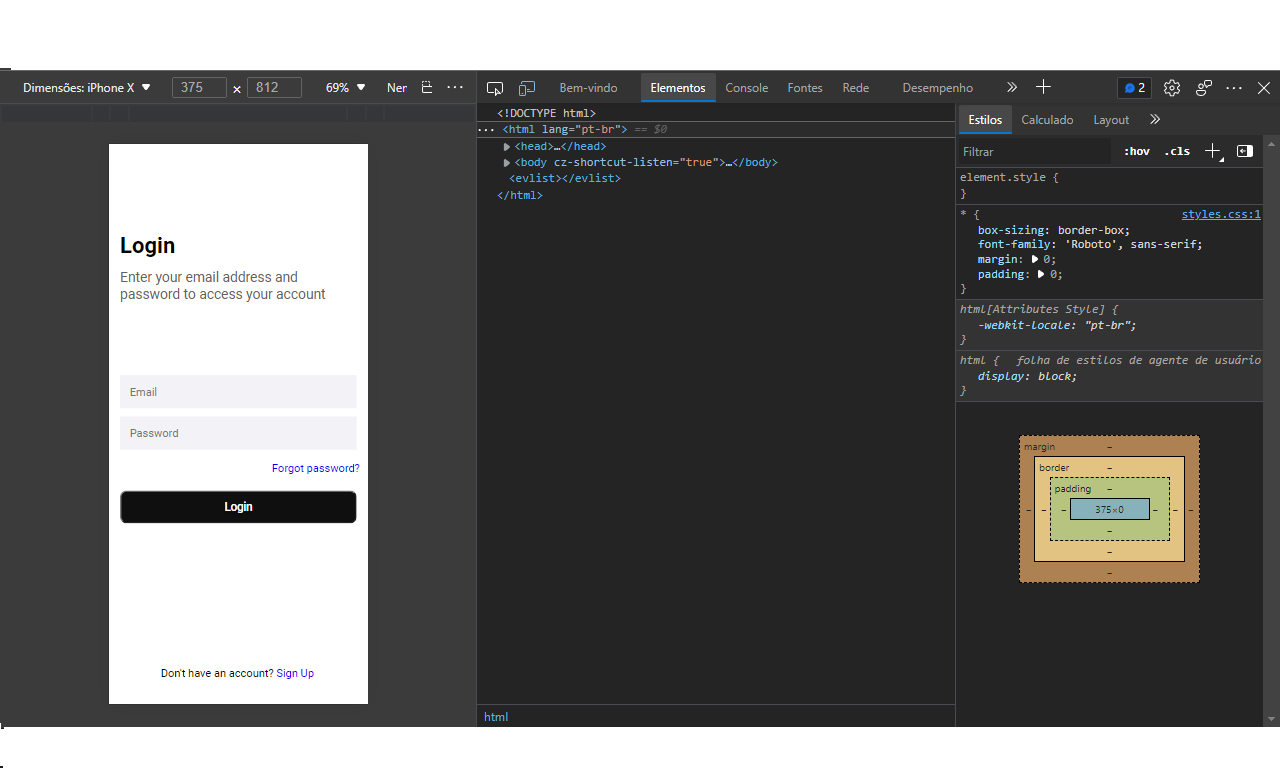 Dimensões: iPhone X 375 × 812 69% Ner ···
Login
Enter your email address and
password to access your account
Email
Password
Forgot password?
Login
Don't have an account? Sign Up
Bem-vindo Elementos Console Fontes Rede Desempenho 2
<!DOCTYPE html>
··· <html lang="pt-br"> == $0
<head>…</head>
<body cz-shortcut-listen="true">…</body>
<evlist></evlist>
</html>
html
Estilos Calculado Layout
Filtrar :hov .cls
element.style {
}
* { styles.css:1
box-sizing: border-box;
font-family: 'Roboto', sans-serif;
margin: 0;
padding: 0;
}
html[Attributes Style] {
-webkit-locale: "pt-br";
}
html { folha de estilos de agente de usuário
display: block;
}
margin –
border –
padding –
– – – 375×0 – – –
–
–
–